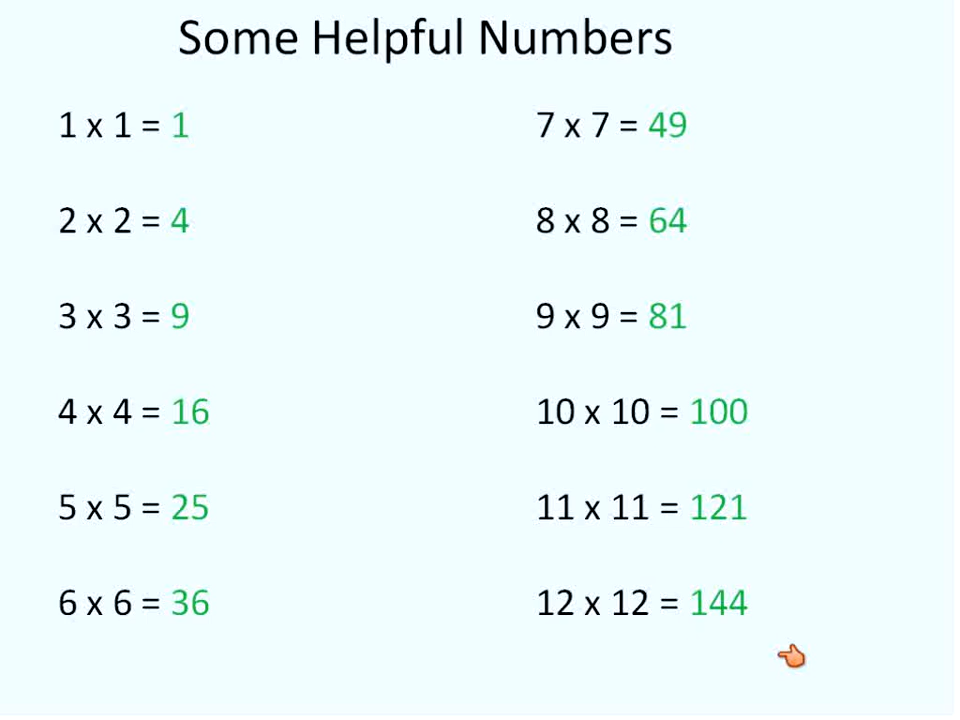 Some Helpful Numbers
1 x 1 = 1
2 x 2 = 4
3 x 3 = 9
4 x 4 = 16
5 x 5 = 25
6 x 6 = 36
7 x 7 = 49
8 x 8 = 64
9 x 9 = 81
10 x 10 = 100
11 x 11 = 121
12 x 12 = 144